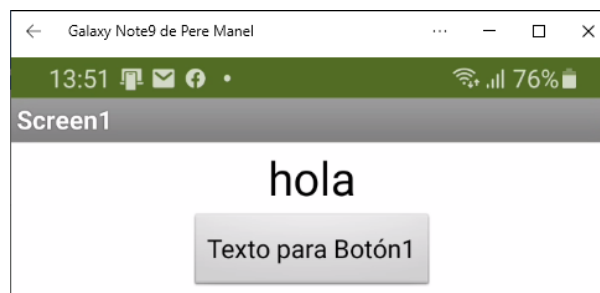 Galaxy Note9 de Pere Manel
13:51 76%
Screen1
hola
Texto para Botón1